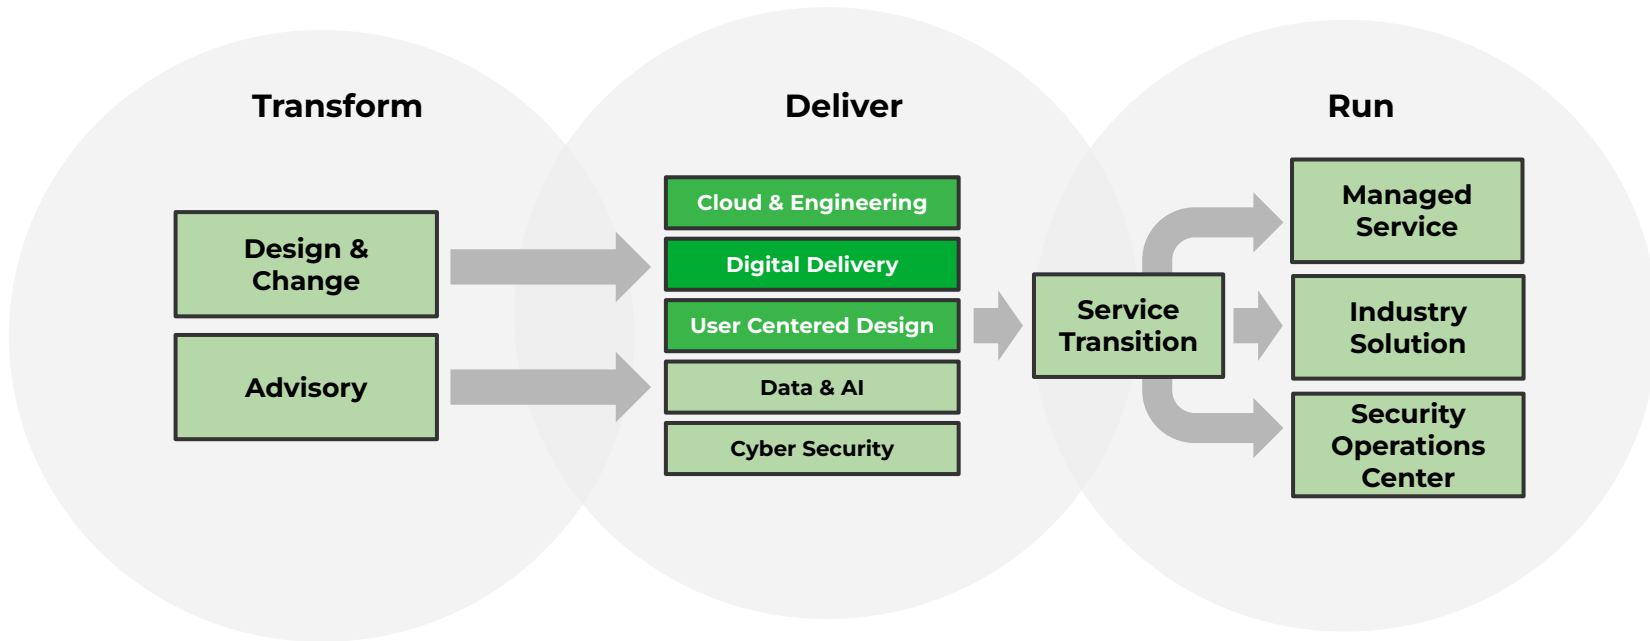 Transform
Design &
Change
Advisory
Deliver
Cloud & Engineering
Digital Delivery
User Centered Design
Data & AI
Cyber Security
Service
Transition
Run
Managed
Service
Industry
Solution
Security
Operations
Center